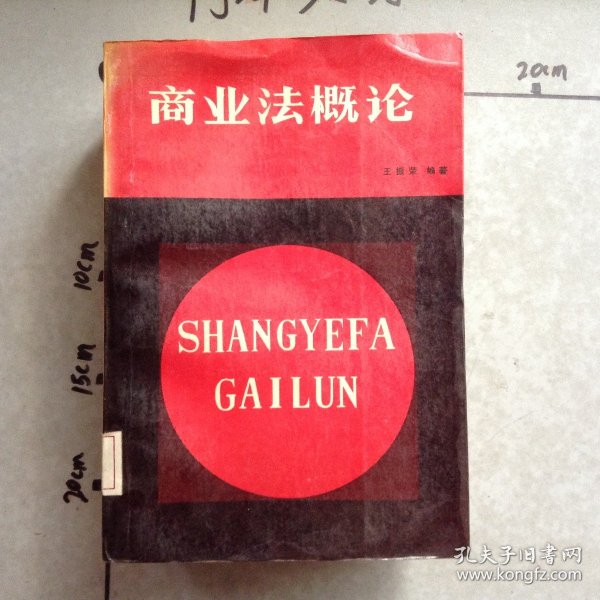 20cm
商业法概论
王振荣 编著
10cm
SHANGYEFA
15cm
GAILUN
20cm
孔夫子旧书网
www.kongfz.com